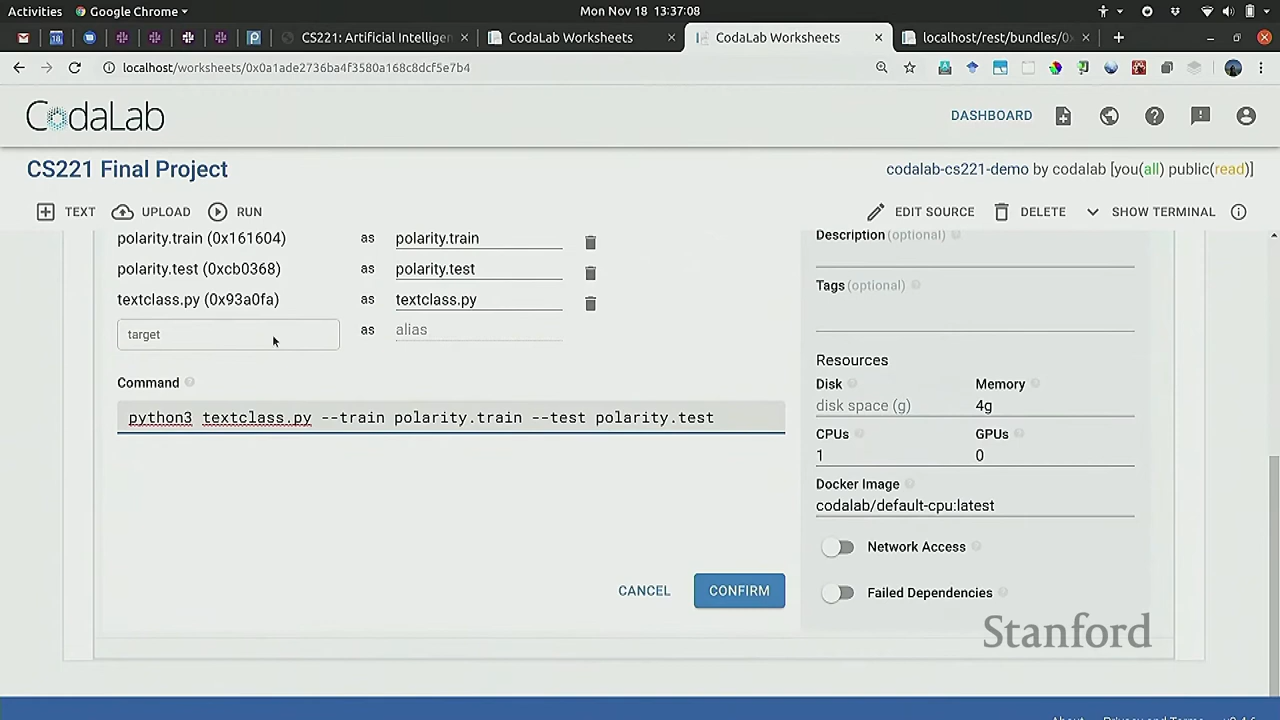 Activities
Google Chrome
Mon Nov 18 13:37:08
CS221: Artificial Intelligen
CodaLab Worksheets
CodaLab Worksheets
localhost/rest/bundles/0x
localhost/worksheets/0x0a1ade2736ba4f3580a168c8dcf5e7b4
CodaLab
DASHBOARD
CS221 Final Project
codalab-cs221-demo by codalab [you(all) public(read)]
TEXT UPLOAD RUN
EDIT SOURCE DELETE SHOW TERMINAL
polarity.train (0x161604) as polarity.train
polarity.test (0xcb0368) as polarity.test
textclass.py (0x93a0fa) as textclass.py
target as alias
Command
python3 textclass.py --train polarity.train --test polarity.test
CANCEL CONFIRM
Description (optional)
Tags (optional)
Resources
Disk Memory
disk space (g) 4g
CPUs GPUs
1 0
Docker Image
codalab/default-cpu:latest
Network Access
Failed Dependencies
Stanford